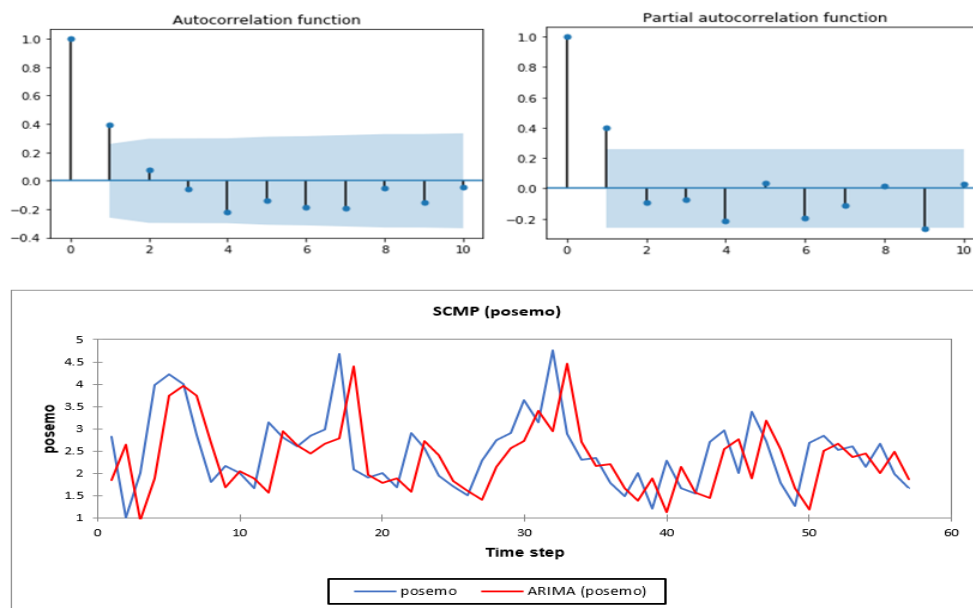 Autocorrelation function
Partial autocorrelation function
1.0
0.8
0.6
0.4
0.2
0.0
−0.2
−0.4
0 2 4 6 8 10
1.0
0.8
0.6
0.4
0.2
0.0
−0.2
0 2 4 6 8 10
SCMP (posemo)
posemo
5
4.5
4
3.5
3
2.5
2
1.5
1
0 10 20 30 40 50 60
Time step
posemo ARIMA (posemo)